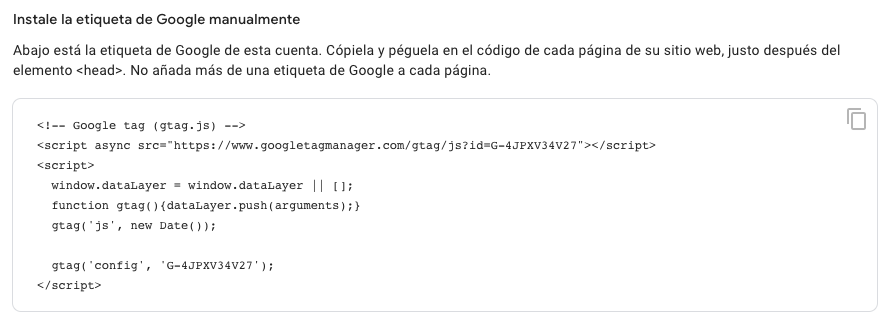 Instale la etiqueta de Google manualmente
Abajo está la etiqueta de Google de esta cuenta. Cópiela y péguela en el código de cada página de su sitio web, justo después del
elemento <head>. No añada más de una etiqueta de Google a cada página.
<!-- Google tag (gtag.js) -->
<script async src="https://www.googletagmanager.com/gtag/js?id=G-4JPXV34V27"></script>
<script>
  window.dataLayer = window.dataLayer || [];
  function gtag(){dataLayer.push(arguments);}
  gtag('js', new Date());

  gtag('config', 'G-4JPXV34V27');
</script>